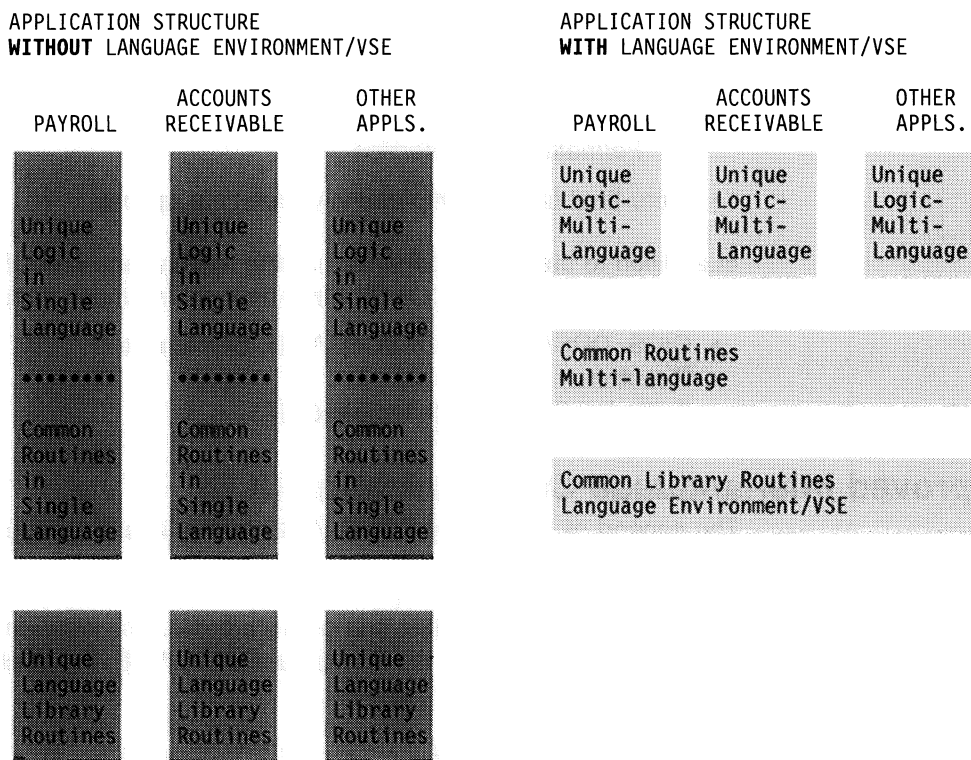 APPLICATION STRUCTURE
WITHOUT LANGUAGE ENVIRONMENT/VSE
PAYROLL
ACCOUNTS
RECEIVABLE
OTHER
APPLS.
Unique
Logic
in
Single
Language
••••••••
Common
Routines
in
Single
Language
Unique
Logic
in
Single
Language
••••••••
Common
Routines
in
Single
Language
Unique
Logic
in
Single
Language
••••••••
Common
Routines
in
Single
Language
Unique
Language
Library
Routines
Unique
Language
Library
Routines
Unique
Language
Library
Routines
APPLICATION STRUCTURE
WITH LANGUAGE ENVIRONMENT/VSE
PAYROLL
ACCOUNTS
RECEIVABLE
OTHER
APPLS.
Unique
Logic-
Multi-
Language
Unique
Logic-
Multi-
Language
Unique
Logic-
Multi-
Language
Common Routines
Multi-language
Common Library Routines
Language Environment/VSE